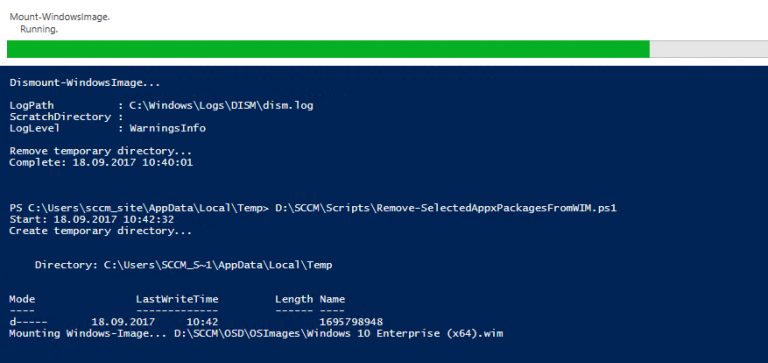 Mount-WindowsImage.
Running.
Dismount-WindowsImage...
LogPath : C:\Windows\Logs\DISM\dism.log
ScratchDirectory :
LogLevel : WarningsInfo
Remove temporary directory...
Complete: 18.09.2017 10:40:01
PS C:\Users\sccm_site\AppData\Local\Temp> D:\SCCM\Scripts\Remove-SelectedAppxPackagesFromWIM.ps1
Start: 18.09.2017 10:42:32
Create temporary directory...
Directory: C:\Users\SCCM_S~1\AppData\Local\Temp
Mode LastWriteTime Length Name
---- ------------- ------ ----
d----- 18.09.2017 10:42 1695798948
Mounting Windows-Image... D:\SCCM\OSD\OSImages\Windows 10 Enterprise (x64).wim